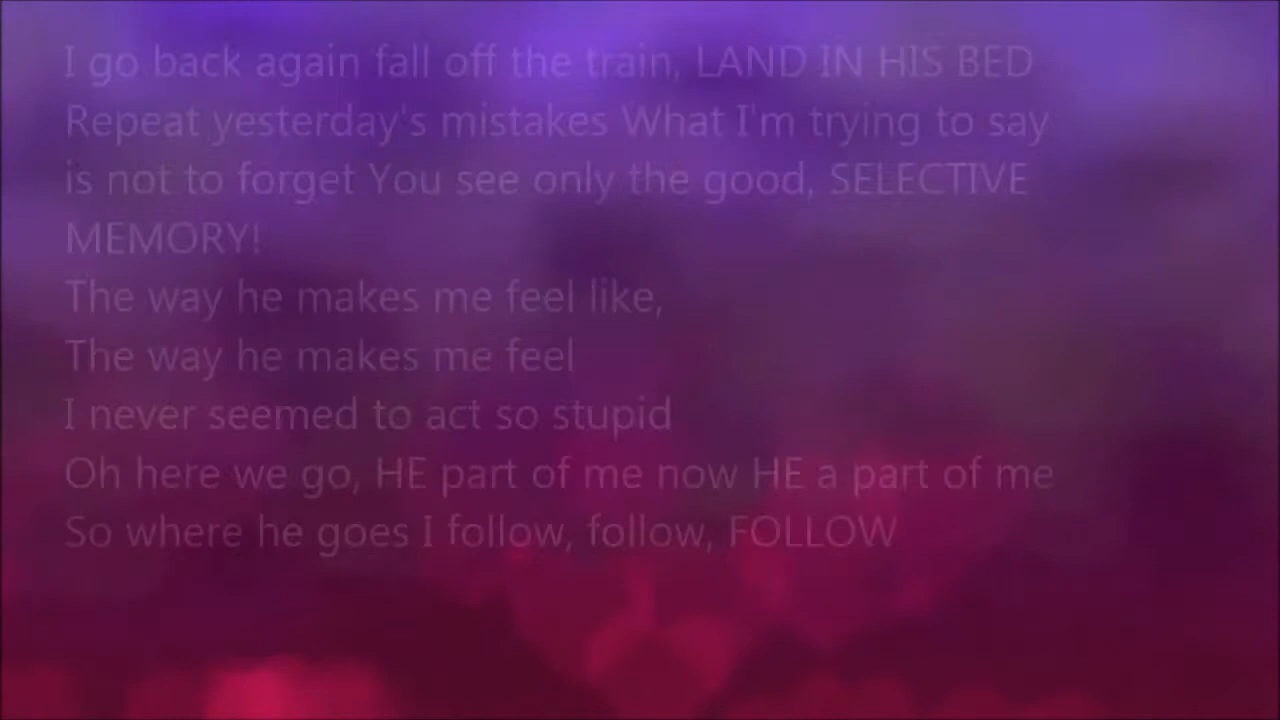 I go back again fall off the train, LAND IN HIS BED
Repeat yesterday's mistakes What I'm trying to say
is not to forget You see only the good, SELECTIVE
MEMORY!
The way he makes me feel like,
The way he makes me feel
I never seemed to act so stupid
Oh here we go, HE part of me now HE a part of me
So where he goes I follow, follow, FOLLOW